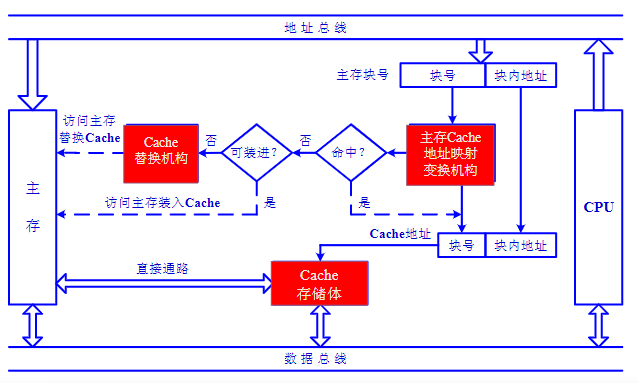 地址总线
主存块号
块号
块内地址
访问主存
替换Cache
Cache
替换机构
否
可装进?
否
命中?
主存Cache
地址映射
变换机构
主
存
访问主存装入Cache
是
是
CPU
Cache地址
块号
块内地址
直接通路
Cache
存储体
数据总线